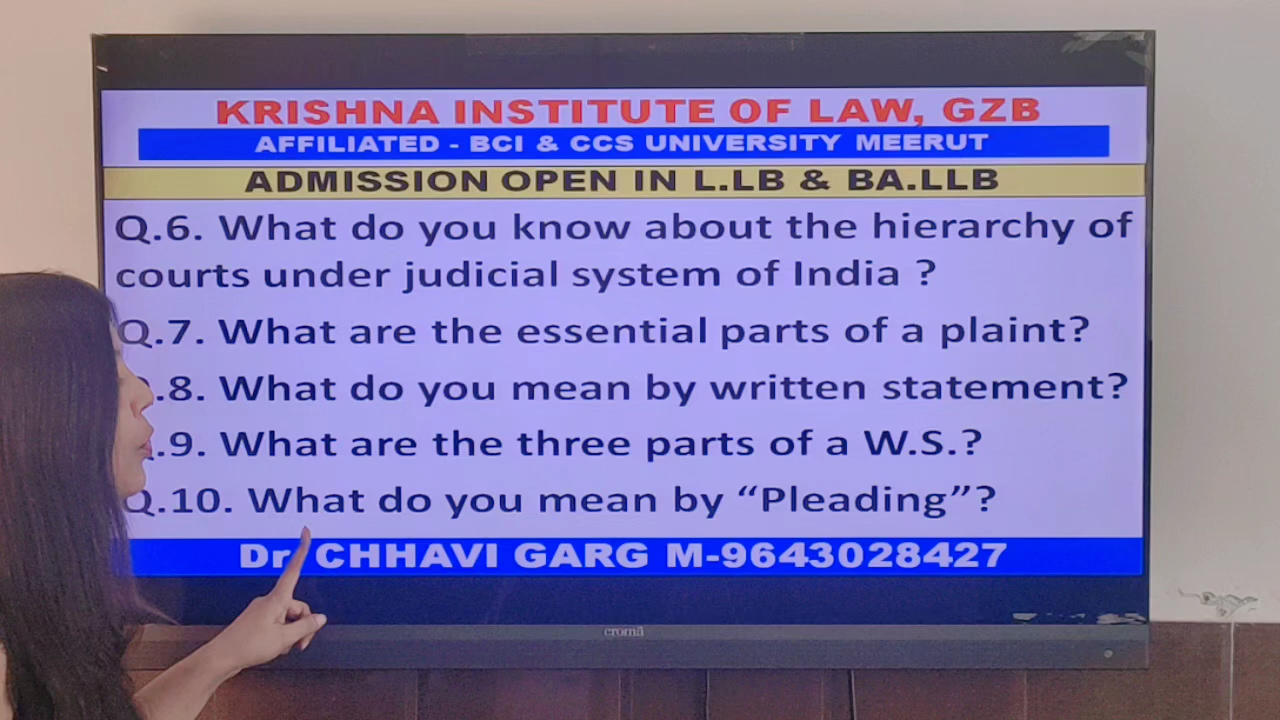 KRISHNA INSTITUTE OF LAW, GZB
AFFILIATED - BCI & CCS UNIVERSITY MEERUT
ADMISSION OPEN IN L.LB & BA.LLB
Q.6. What do you know about the hierarchy of
courts under judicial system of India ?
Q.7. What are the essential parts of a plaint?
.8. What do you mean by written statement?
.9. What are the three parts of a W.S.?
Q.10. What do you mean by “Pleading”?
Dr. CHHAVI GARG M-9643028427
croma